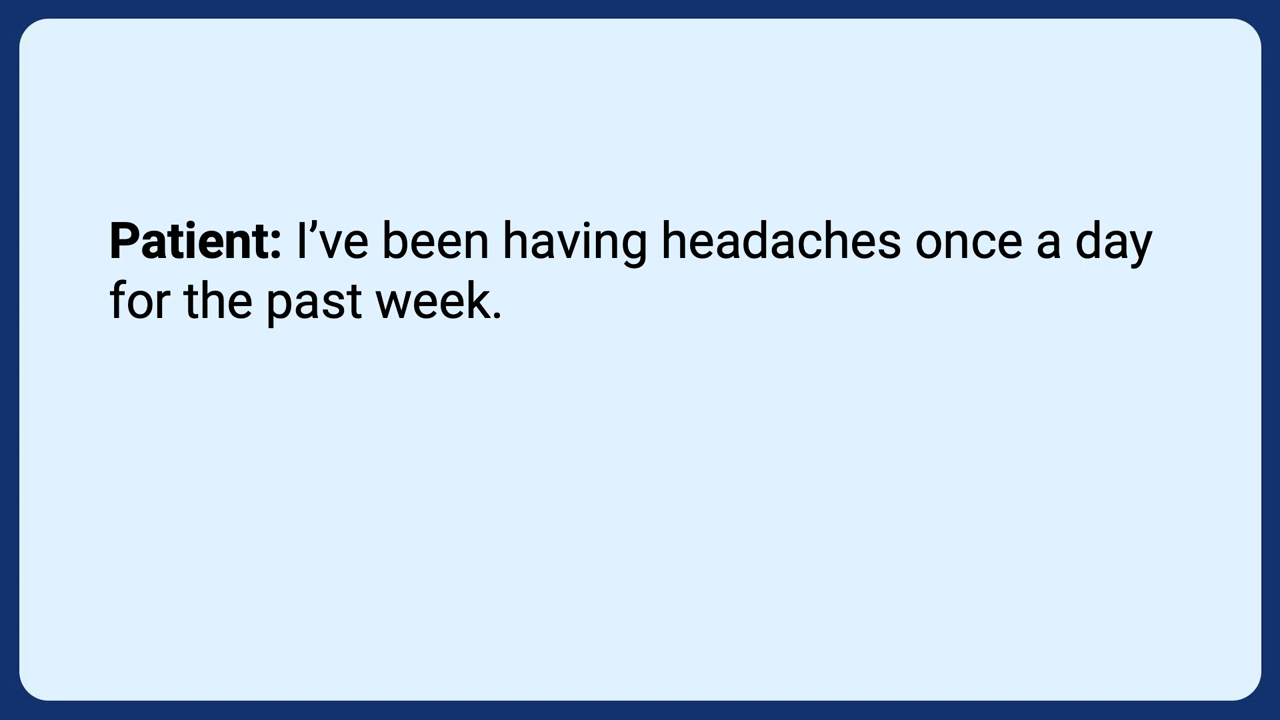 Patient: I’ve been having headaches once a day
for the past week.